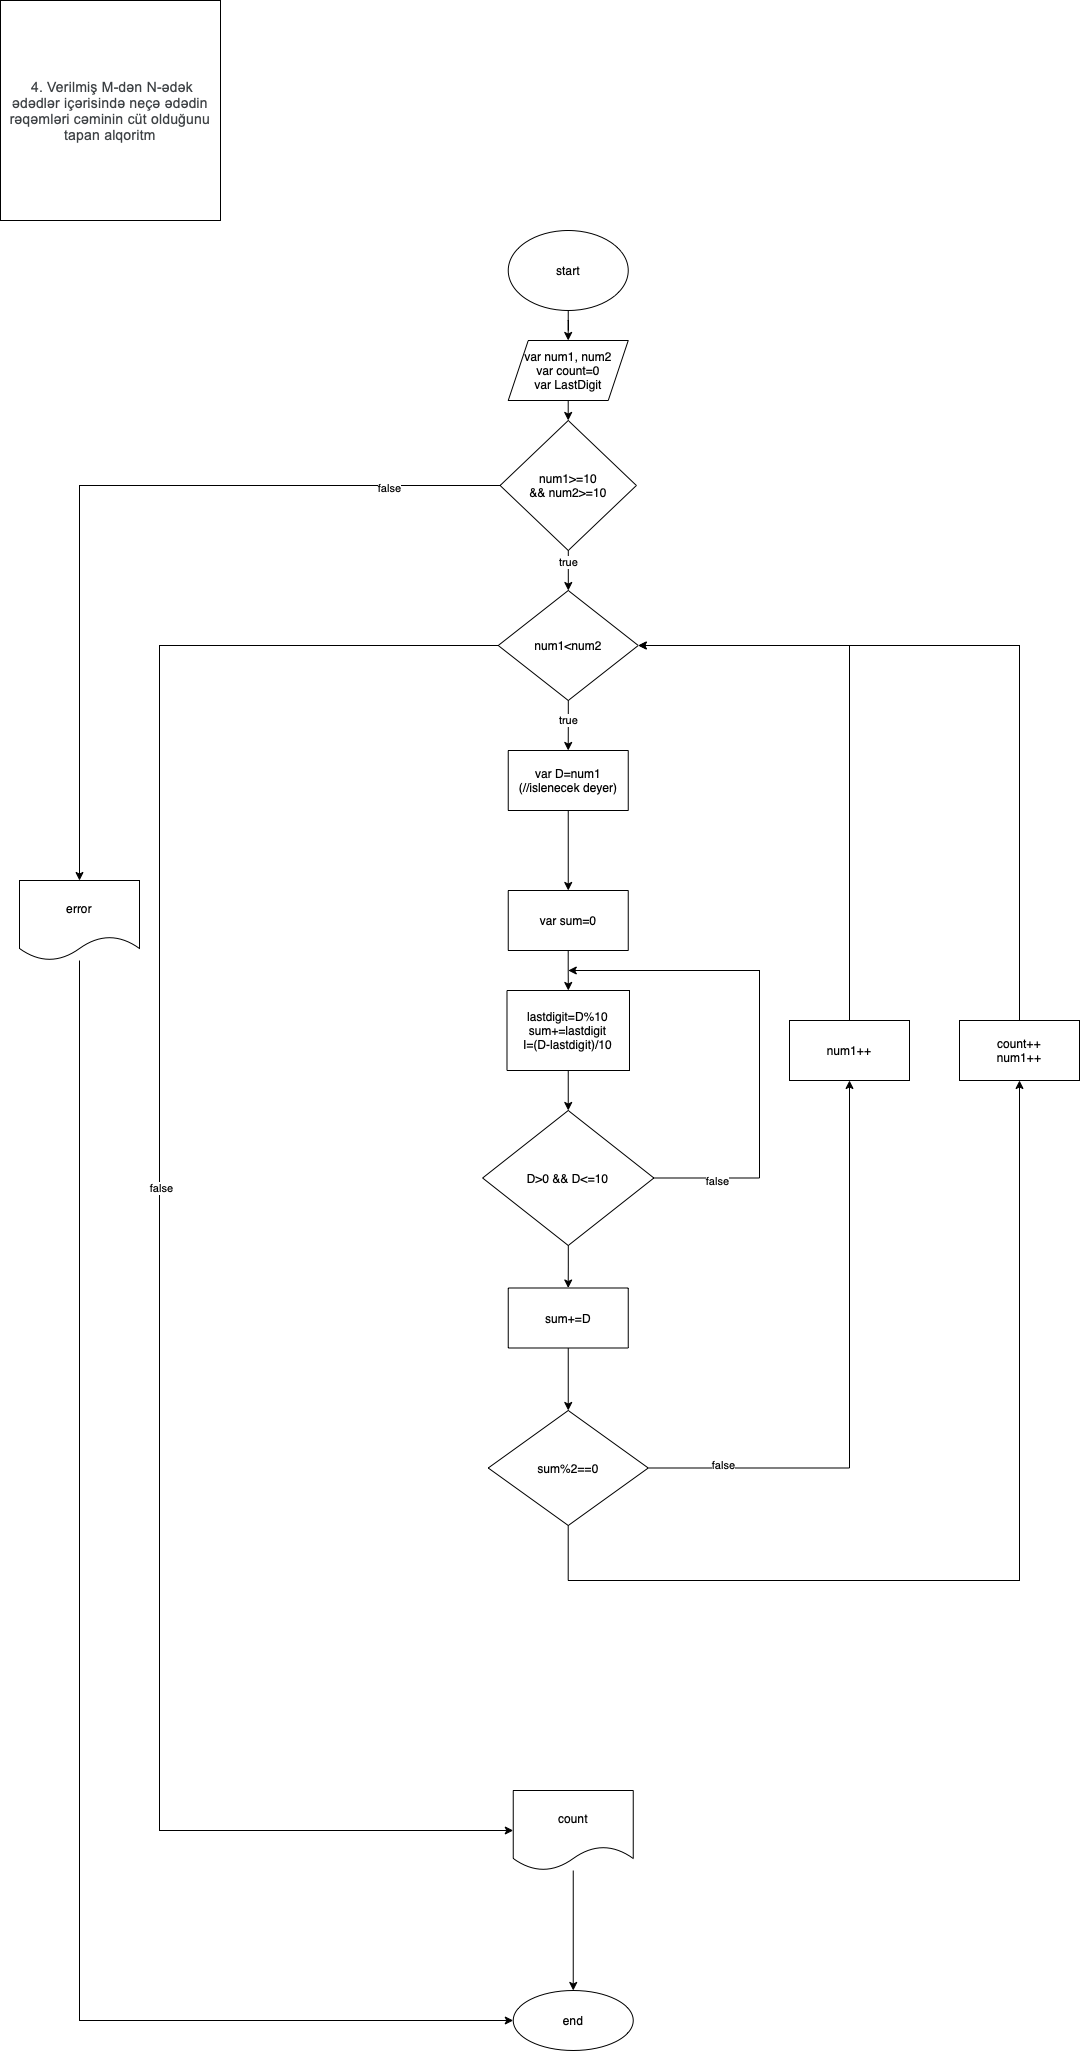 4. Verilmiş M-dən N-ədək
ədədlər içərisində neçə ədədin
rəqəmləri cəminin cüt olduğunu
tapan alqoritm
start
var num1, num2
var count=0
var LastDigit
num1>=10
&& num2>=10
false
true
num1<num2
true
var D=num1
(//islenecek deyer)
error
var sum=0
lastdigit=D%10
sum+=lastdigit
I=(D-lastdigit)/10
num1++
count++
num1++
D>0 && D<=10
false
false
sum+=D
sum%2==0
false
count
end